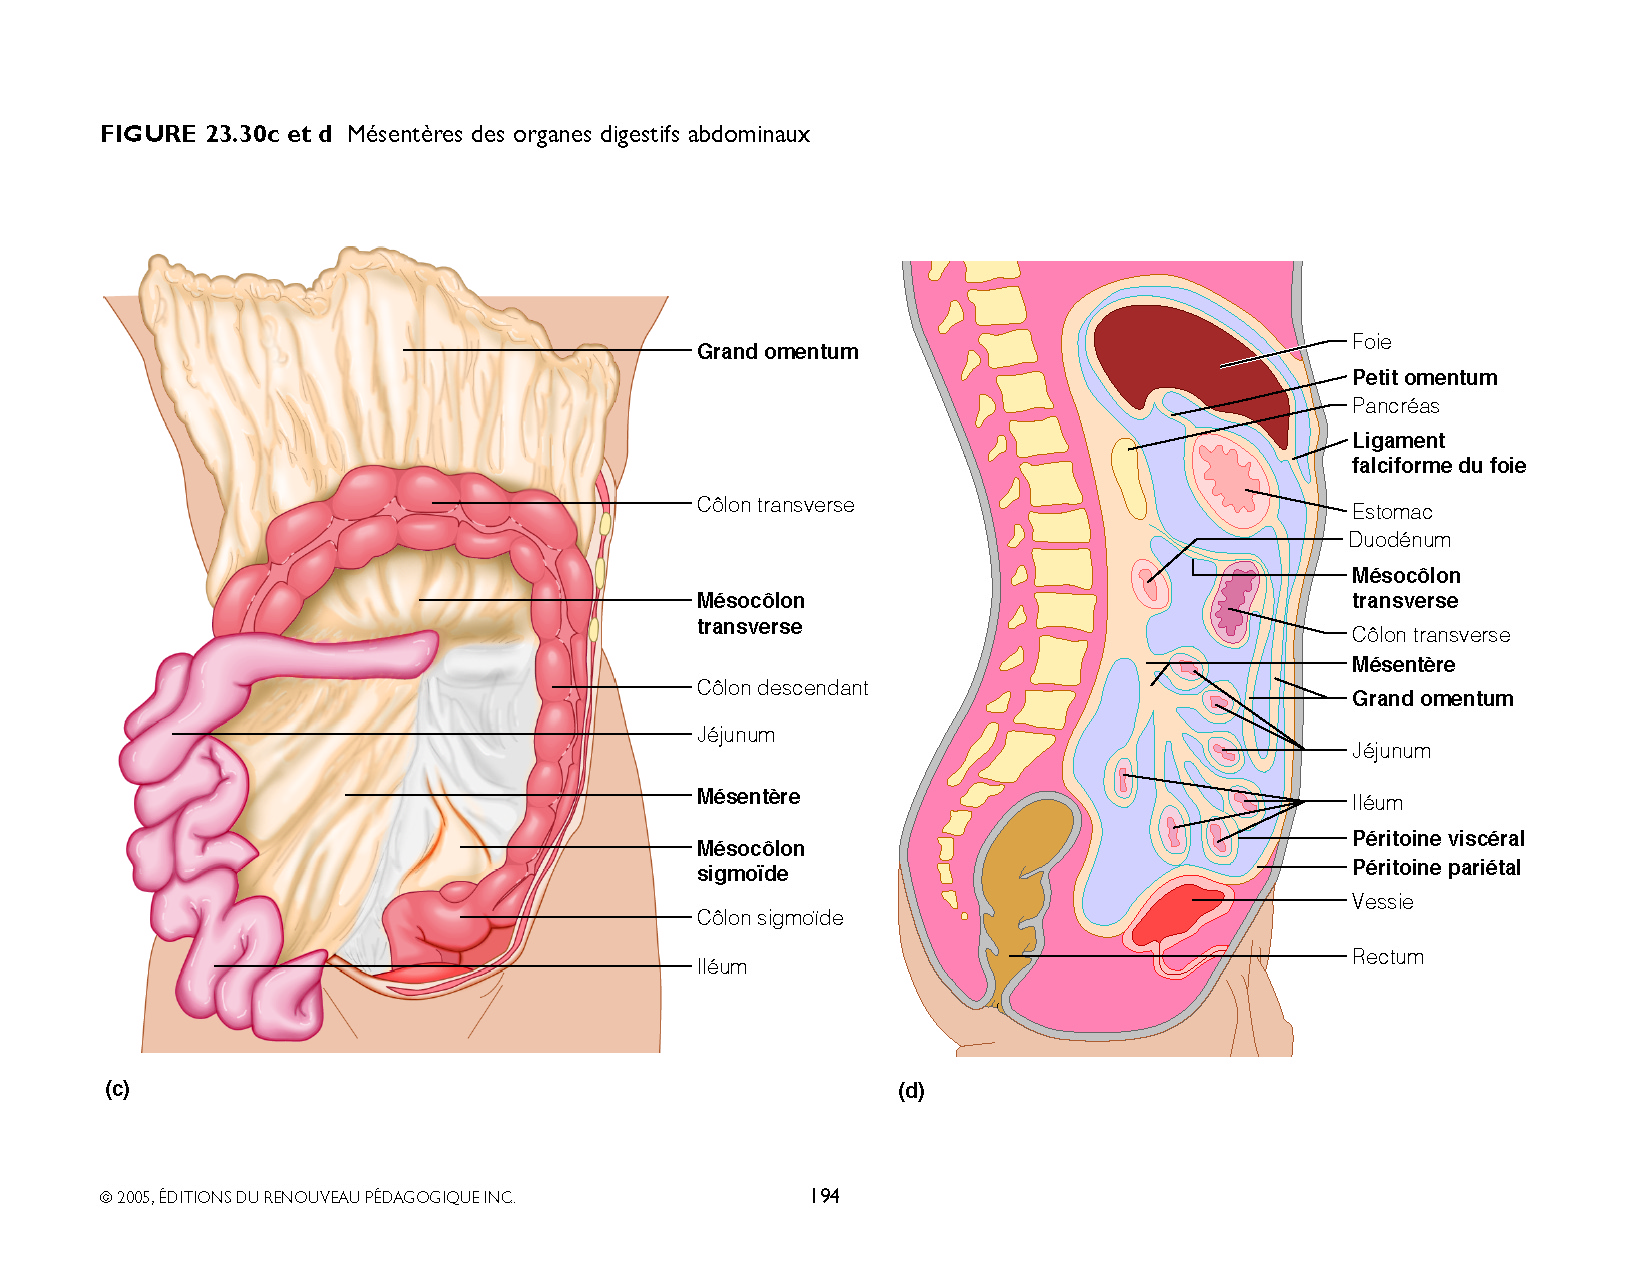 FIGURE 23.30c et d Mésentères des organes digestifs abdominaux
Grand omentum
Côlon transverse
Mésocôlon
transverse
Côlon descendant
Jéjunum
Mésentère
Mésocôlon
sigmoïde
Côlon sigmoïde
Iléum
(c)
Foie
Petit omentum
Pancréas
Ligament
falciforme du foie
Estomac
Duodénum
Mésocôlon
transverse
Côlon transverse
Mésentère
Grand omentum
Jéjunum
Iléum
Péritoine viscéral
Péritoine pariétal
Vessie
Rectum
(d)
© 2005, ÉDITIONS DU RENOUVEAU PÉDAGOGIQUE INC.
194